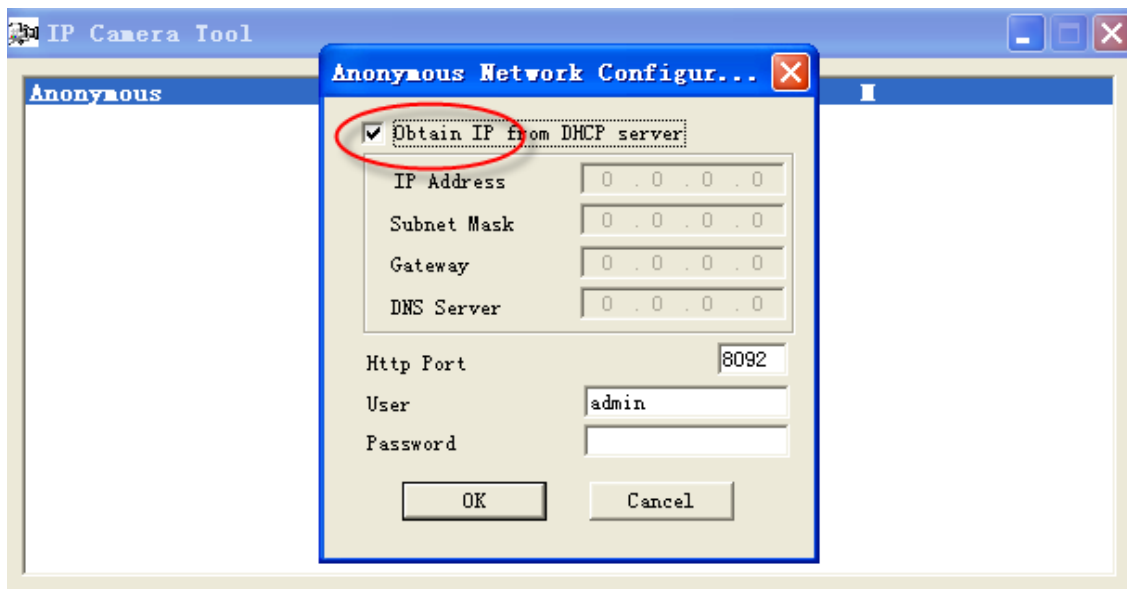 IP Camera Tool
Anonymous Network Configur...
Anonymous
Obtain IP from DHCP server
IP Address 0 . 0 . 0 . 0
Subnet Mask 0 . 0 . 0 . 0
Gateway 0 . 0 . 0 . 0
DNS Server 0 . 0 . 0 . 0
Http Port 8092
User admin
Password
OK Cancel